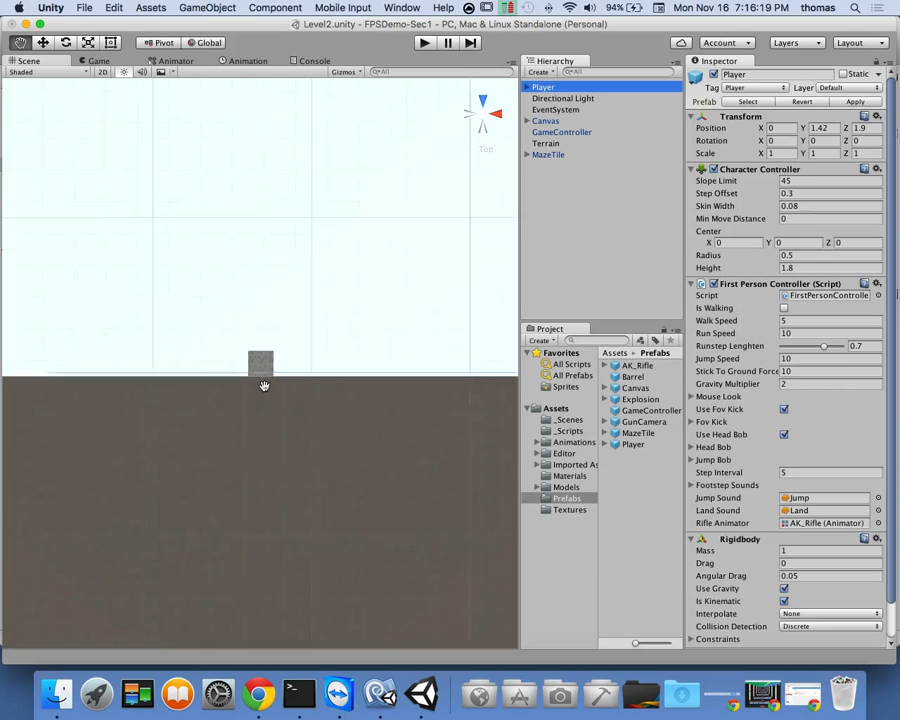 Unity File Edit Assets GameObject Component Mobile Input Window Help 94% Mon Nov 16 7:16:19 PM thomas
Level2.unity - FPSDemo-Sec1 - PC, Mac & Linux Standalone (Personal)
Pivot Global Account Layers Layout
Scene Game Animator Animation Console
Shaded 2D Gizmos All
Top
Hierarchy
Create All
Player
Directional Light
EventSystem
Canvas
GameController
Terrain
MazeTile
Project
Create
Favorites
All Scripts
All Prefabs
Sprites
Assets
_Scenes
_Scripts
Animations
Editor
Imported As
Materials
Models
Prefabs
Textures
Assets Prefabs
AK_Rifle
Barrel
Canvas
Explosion
GameController
GunCamera
MazeTile
Player
Inspector
Player Static
Tag Player Layer Default
Prefab Select Revert Apply
Transform
Position X 0 Y 1.42 Z 1.9
Rotation X 0 Y 0 Z 0
Scale X 1 Y 1 Z 1
Character Controller
Slope Limit 45
Step Offset 0.3
Skin Width 0.08
Min Move Distance 0
Center
X 0 Y 0 Z 0
Radius 0.5
Height 1.8
First Person Controller (Script)
Script FirstPersonControlle
Is Walking
Walk Speed 5
Run Speed 10
Runstep Lenghten 0.7
Jump Speed 10
Stick To Ground Force 10
Gravity Multiplier 2
Mouse Look
Use Fov Kick
Fov Kick
Use Head Bob
Head Bob
Jump Bob
Step Interval 5
Footstep Sounds
Jump Sound Jump
Land Sound Land
Rifle Animator AK_Rifle (Animator)
Rigidbody
Mass 1
Drag 0
Angular Drag 0.05
Use Gravity
Is Kinematic
Interpolate None
Collision Detection Discrete
Constraints